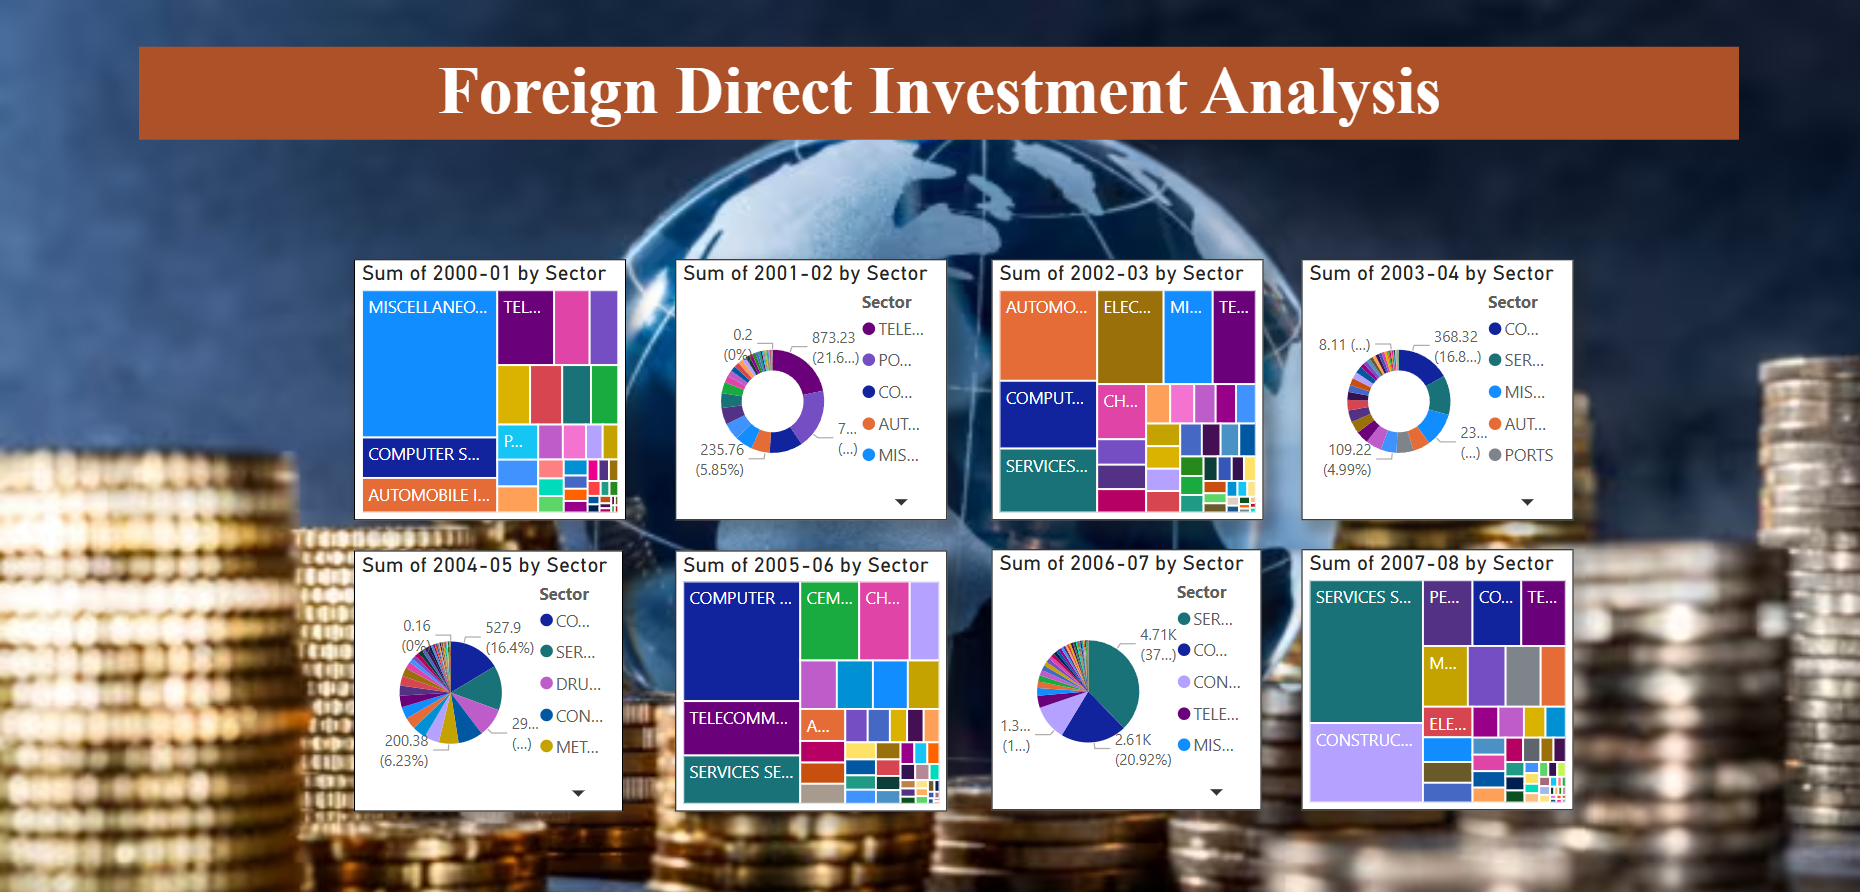 Foreign Direct Investment Analysis
Sum of 2000-01 by Sector
MISCELLANEO...
TEL...
P...
COMPUTER S...
AUTOMOBILE I...
Sum of 2001-02 by Sector
Sector
TELE...
PO...
CO...
AUT...
MIS...
0.2
(0%)
873.23
(21.6...)
7...
(...)
235.76
(5.85%)
Sum of 2002-03 by Sector
AUTOMO...
ELEC...
MI...
TE...
COMPUT...
CH...
SERVICES...
Sum of 2003-04 by Sector
Sector
CO...
SER...
MIS...
AUT...
PORTS
8.11 (...)
368.32
(16.8...)
23...
(...)
109.22
(4.99%)
Sum of 2004-05 by Sector
Sector
CO...
SER...
DRU...
CON...
MET...
0.16
(0%)
527.9
(16.4%)
29...
(...)
200.38
(6.23%)
Sum of 2005-06 by Sector
COMPUTER ...
CEM...
CH...
TELECOMM...
A...
SERVICES SE...
Sum of 2006-07 by Sector
Sector
SER...
CO...
CON...
TELE...
MIS...
4.71K
(37...)
1.3...
(1...)
2.61K
(20.92%)
Sum of 2007-08 by Sector
SERVICES S...
PE...
CO...
TE...
M...
ELE...
CONSTRUC...